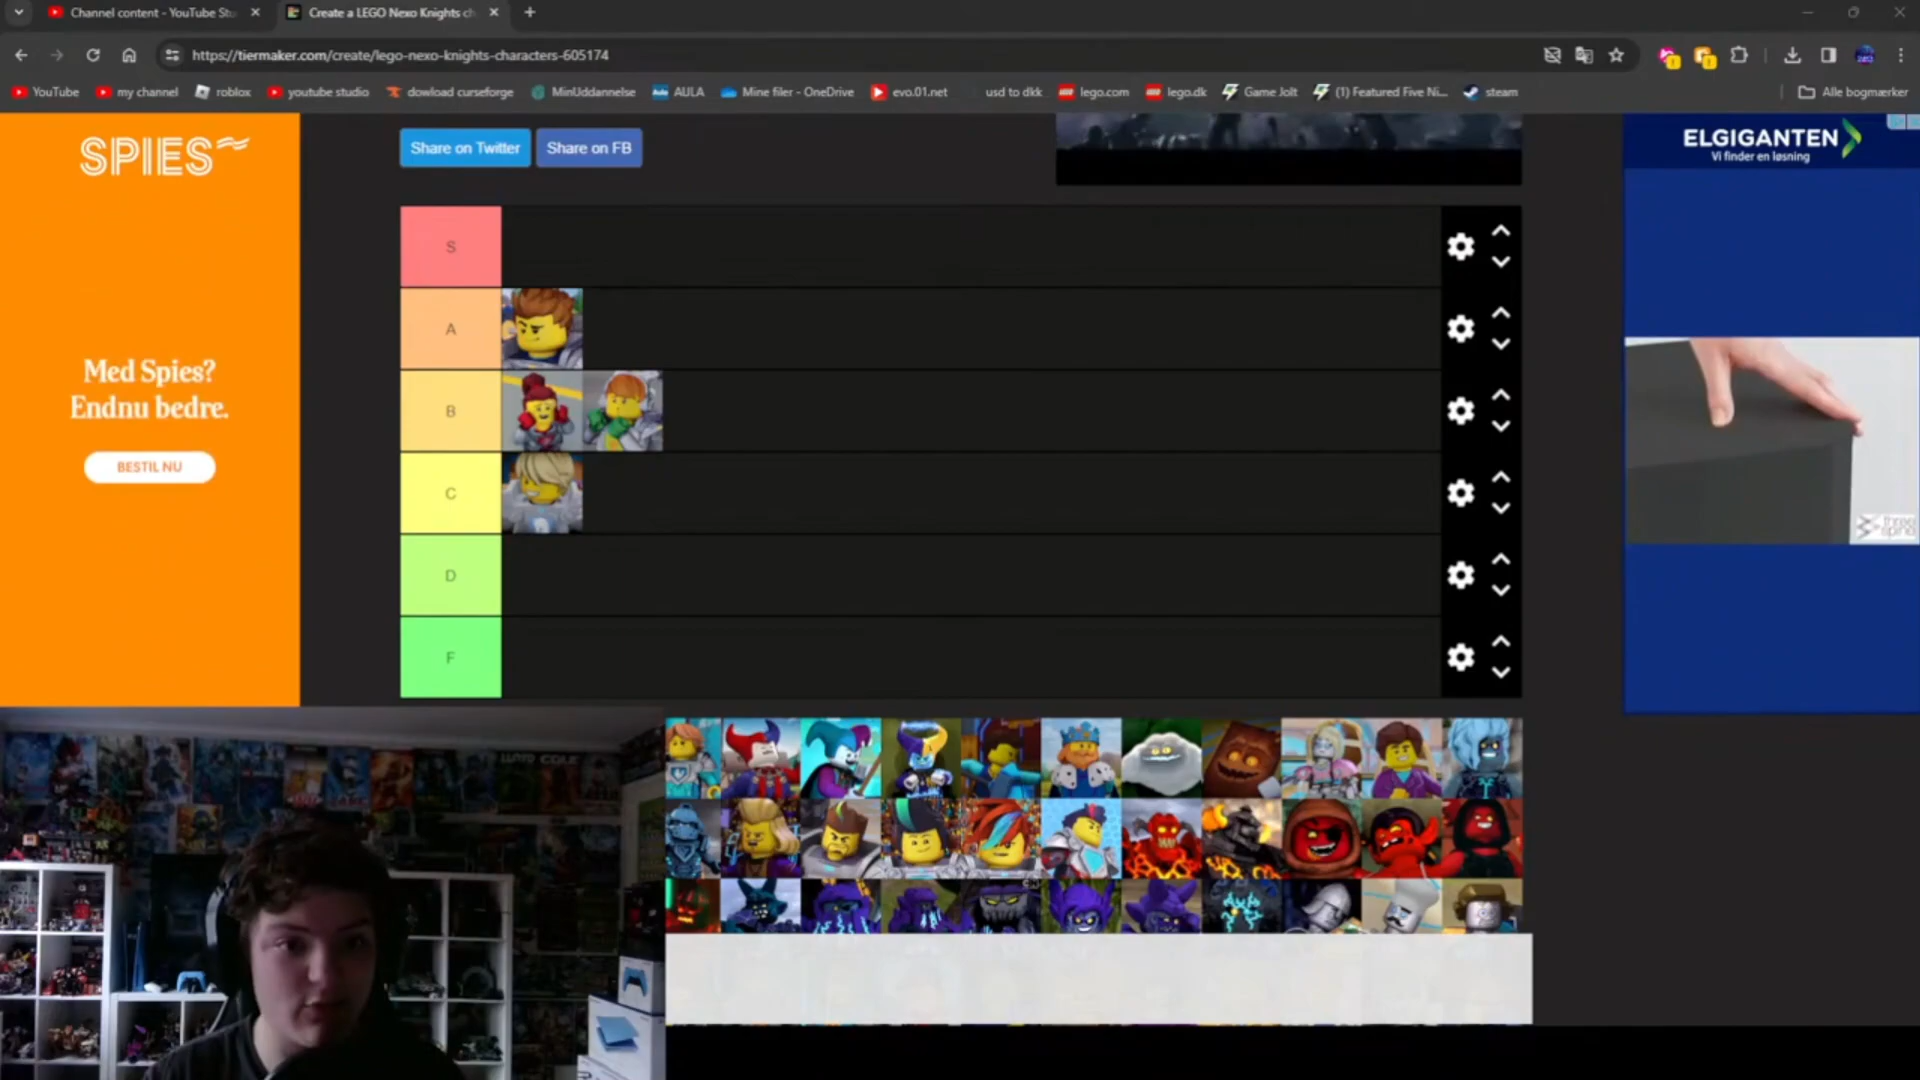 Channel content - YouTube Stu
Create a LEGO Nexo Knights ch
https://tiermaker.com/create/lego-nexo-knights-characters-605174
YouTube
my channel
roblox
youtube studio
dowload curseforge
MinUddannelse
AULA
Mine filer - OneDrive
evo.01.net
usd to dkk
lego.com
lego.dk
Game Jolt
(1) Featured Five Ni...
steam
Alle bogmærker
SPIES
Med Spies?
Endnu bedre.
BESTIL NU
Share on Twitter
Share on FB
S
A
B
C
D
F
ELGIGANTEN
Vi finder en løsning
LLOYD COLE